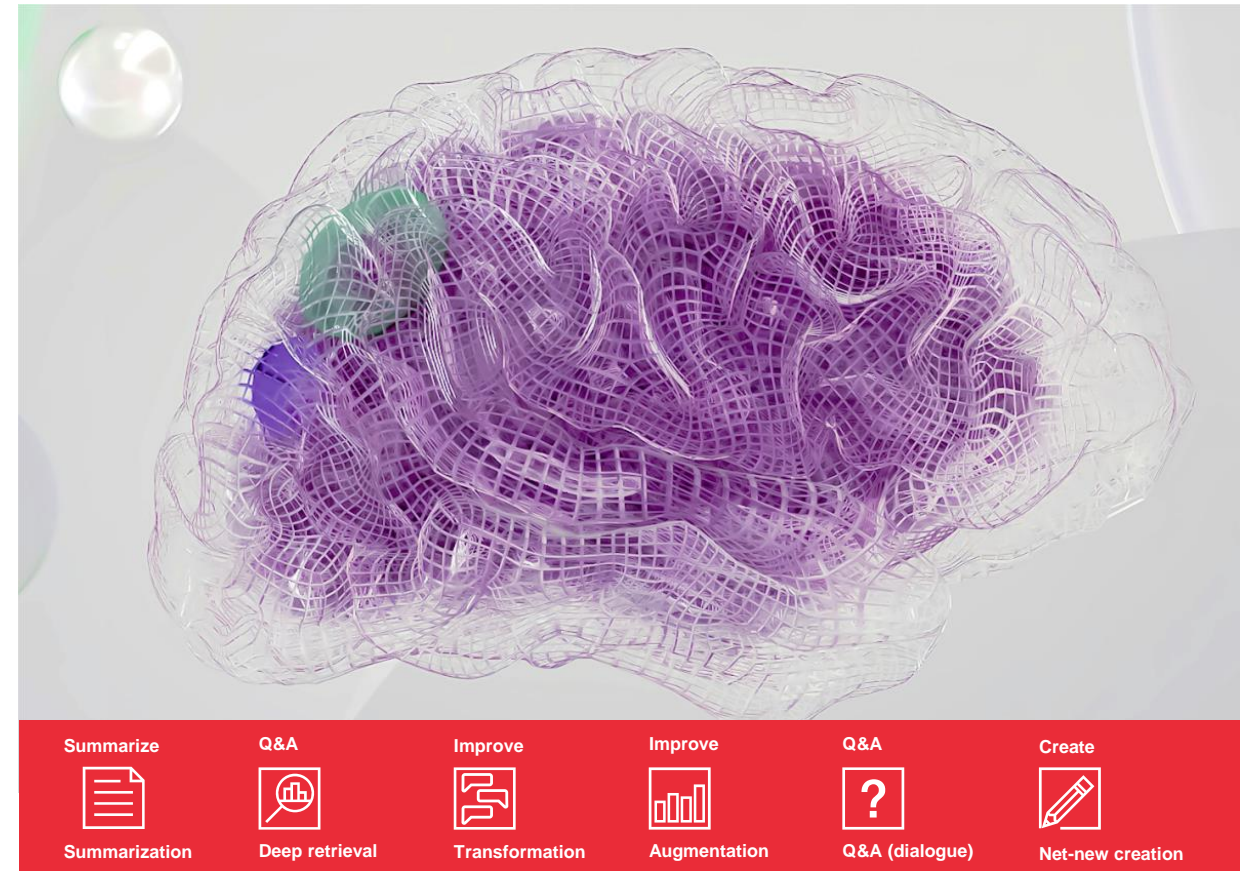 Summarize
Q&A
Improve
Improve
Q&A
Create
?
Summarization
Deep retrieval
Transformation
Augmentation
Q&A (dialogue)
Net-new creation